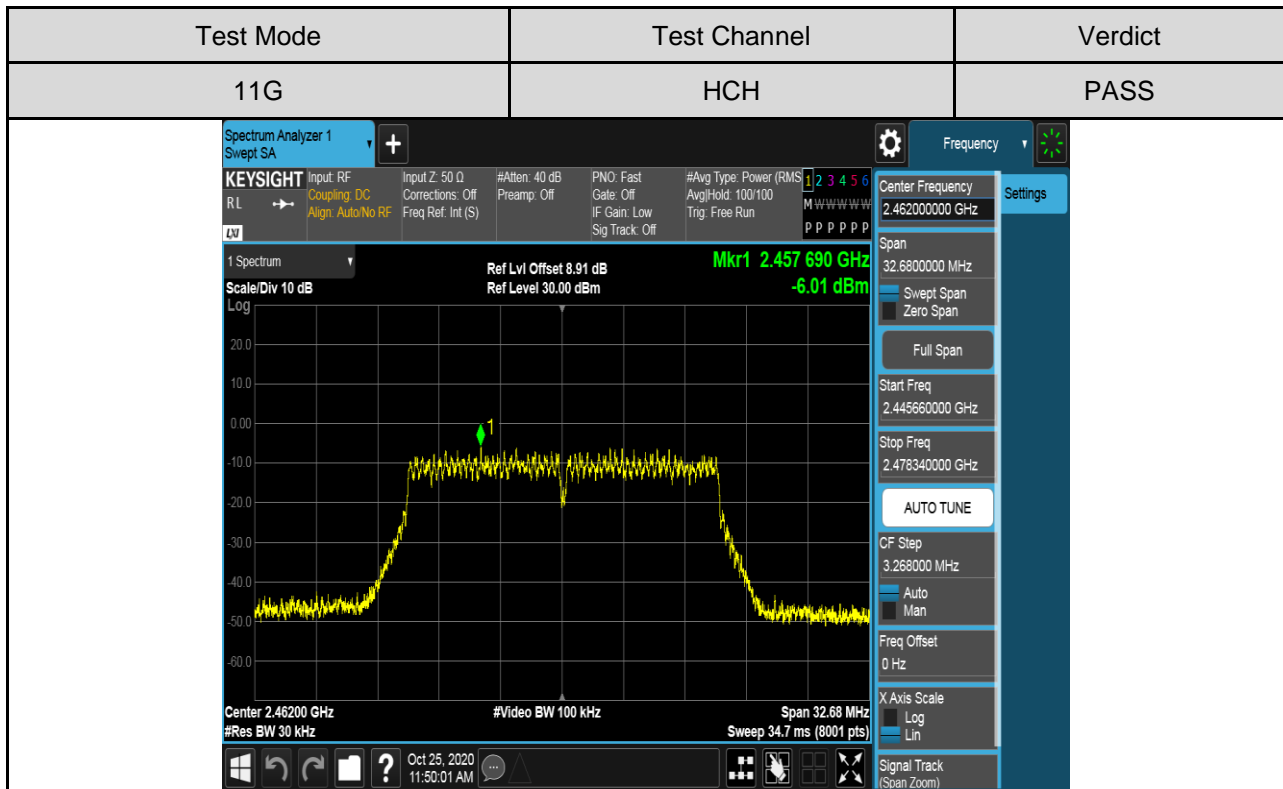 Test Mode Test Channel Verdict
11G HCH PASS
Spectrum Analyzer 1
Swept SA
+
Frequency
KEYSIGHT Input: RF Input Z: 50 Ω #Atten: 40 dB PNO: Fast #Avg Type: Power (RMS 1 2 3 4 5 6
RL Coupling: DC Corrections: Off Preamp: Off Gate: Off Avg|Hold: 100/100 M W W W W W
Align: Auto/No RF Freq Ref: Int (S) IF Gain: Low Trig: Free Run
LXI Sig Track: Off P P P P P P
Center Frequency
2.462000000 GHz
Settings
1 Spectrum
Scale/Div 10 dB
Ref Lvl Offset 8.91 dB
Ref Level 30.00 dBm
Mkr1 2.457 690 GHz
-6.01 dBm
Log
20.0
10.0
0.00
-10.0
-20.0
-30.0
-40.0
-50.0
-60.0
1
Center 2.46200 GHz #Video BW 100 kHz Span 32.68 MHz
#Res BW 30 kHz Sweep 34.7 ms (8001 pts)
Span
32.6800000 MHz
Swept Span
Zero Span
Full Span
Start Freq
2.445660000 GHz
Stop Freq
2.478340000 GHz
AUTO TUNE
CF Step
3.268000 MHz
Auto
Man
Freq Offset
0 Hz
X Axis Scale
Log
Lin
Signal Track
(Span Zoom)
?
Oct 25, 2020
11:50:01 AM